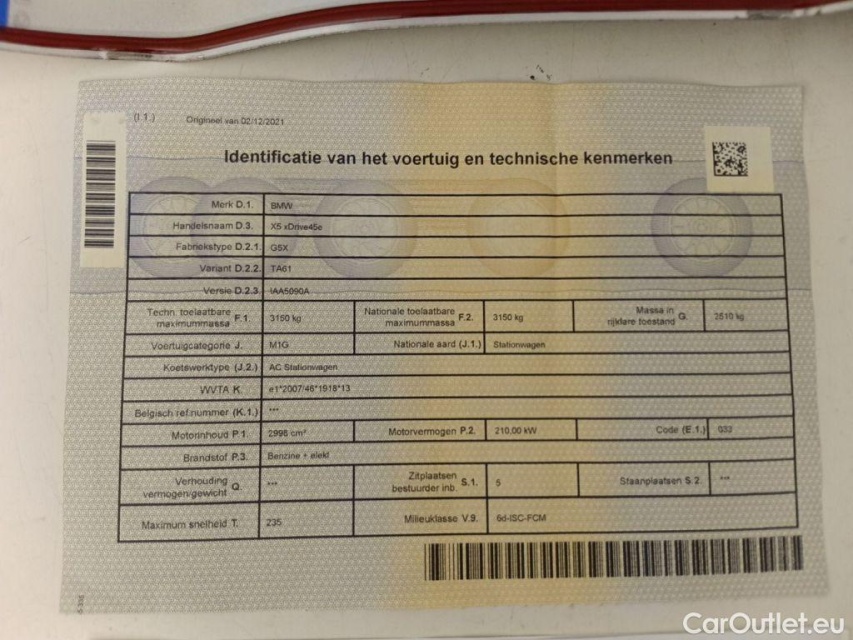 (I.1.) Origineel van 02/12/2021
Identificatie van het voertuig en technische kenmerken
Merk D.1. BMW
Handelsnaam D.3. X5 xDrive45e
Fabriekstype D.2.1. G5X
Variant D.2.2. TA61
Versie D.2.3. IAA5090A
Techn. toelaatbare maximummassa F.1. 3150 kg Nationale toelaatbare maximummassa F.2. 3150 kg Massa in rijklare toestand G. 2510 kg
Voertuigcategorie J. M1G Nationale aard (J.1.) Stationwagen
Koetswerktype (J.2.) AC Stationwagen
WVTA K. e1*2007/46*1918*13
Belgisch ref.nummer (K.1.) ***
Motorinhoud P.1. 2998 cm³ Motorvermogen P.2. 210.00 kW Code (E.1.) 033
Brandstof P.3. Benzine + elekt
Verhouding vermogen/gewicht Q. *** Zitplaatsen bestuurder inb. S.1. 5 Staanplaatsen S.2. ***
Maximum snelheid T. 235 Milieuklasse V.9. 6d-ISC-FCM
CarOutlet.eu